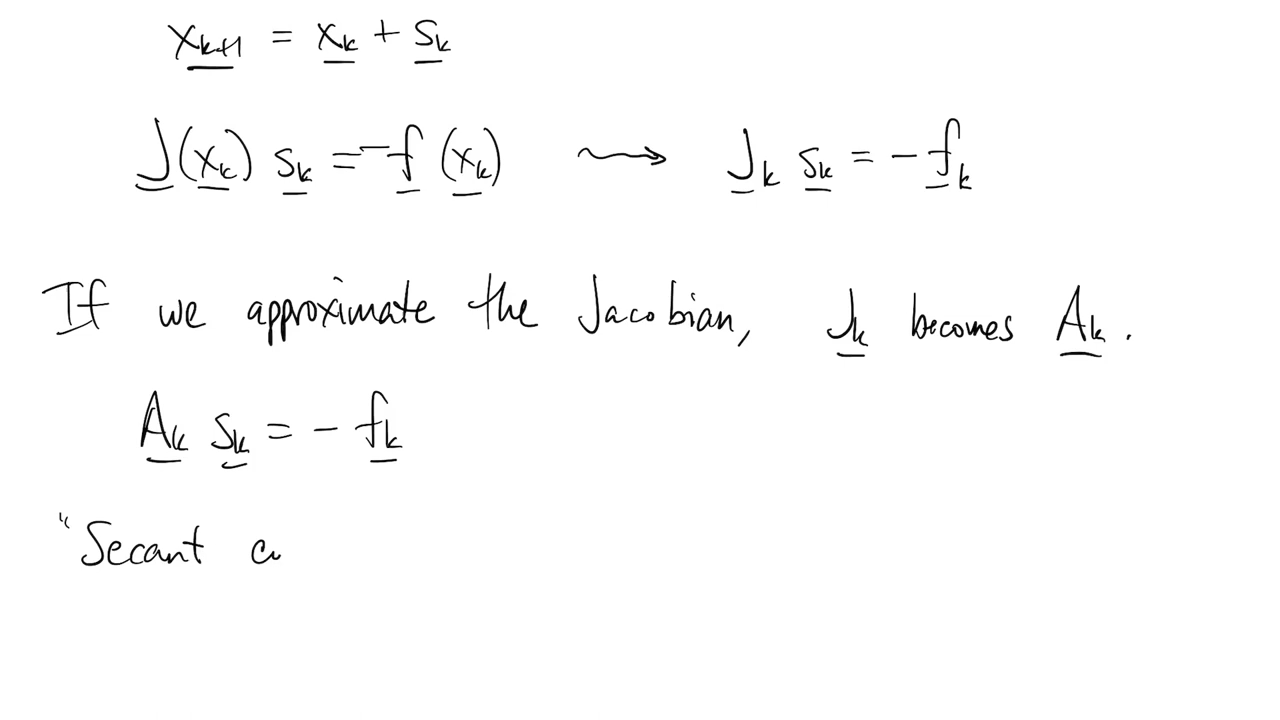 x_{k+1} = x_k + s_k
J(x_k) s_k = -f(x_k) ⇝ J_k s_k = -f_k
If we approximate the Jacobian, J_k becomes A_k.
A_k s_k = - f_k
"Secant